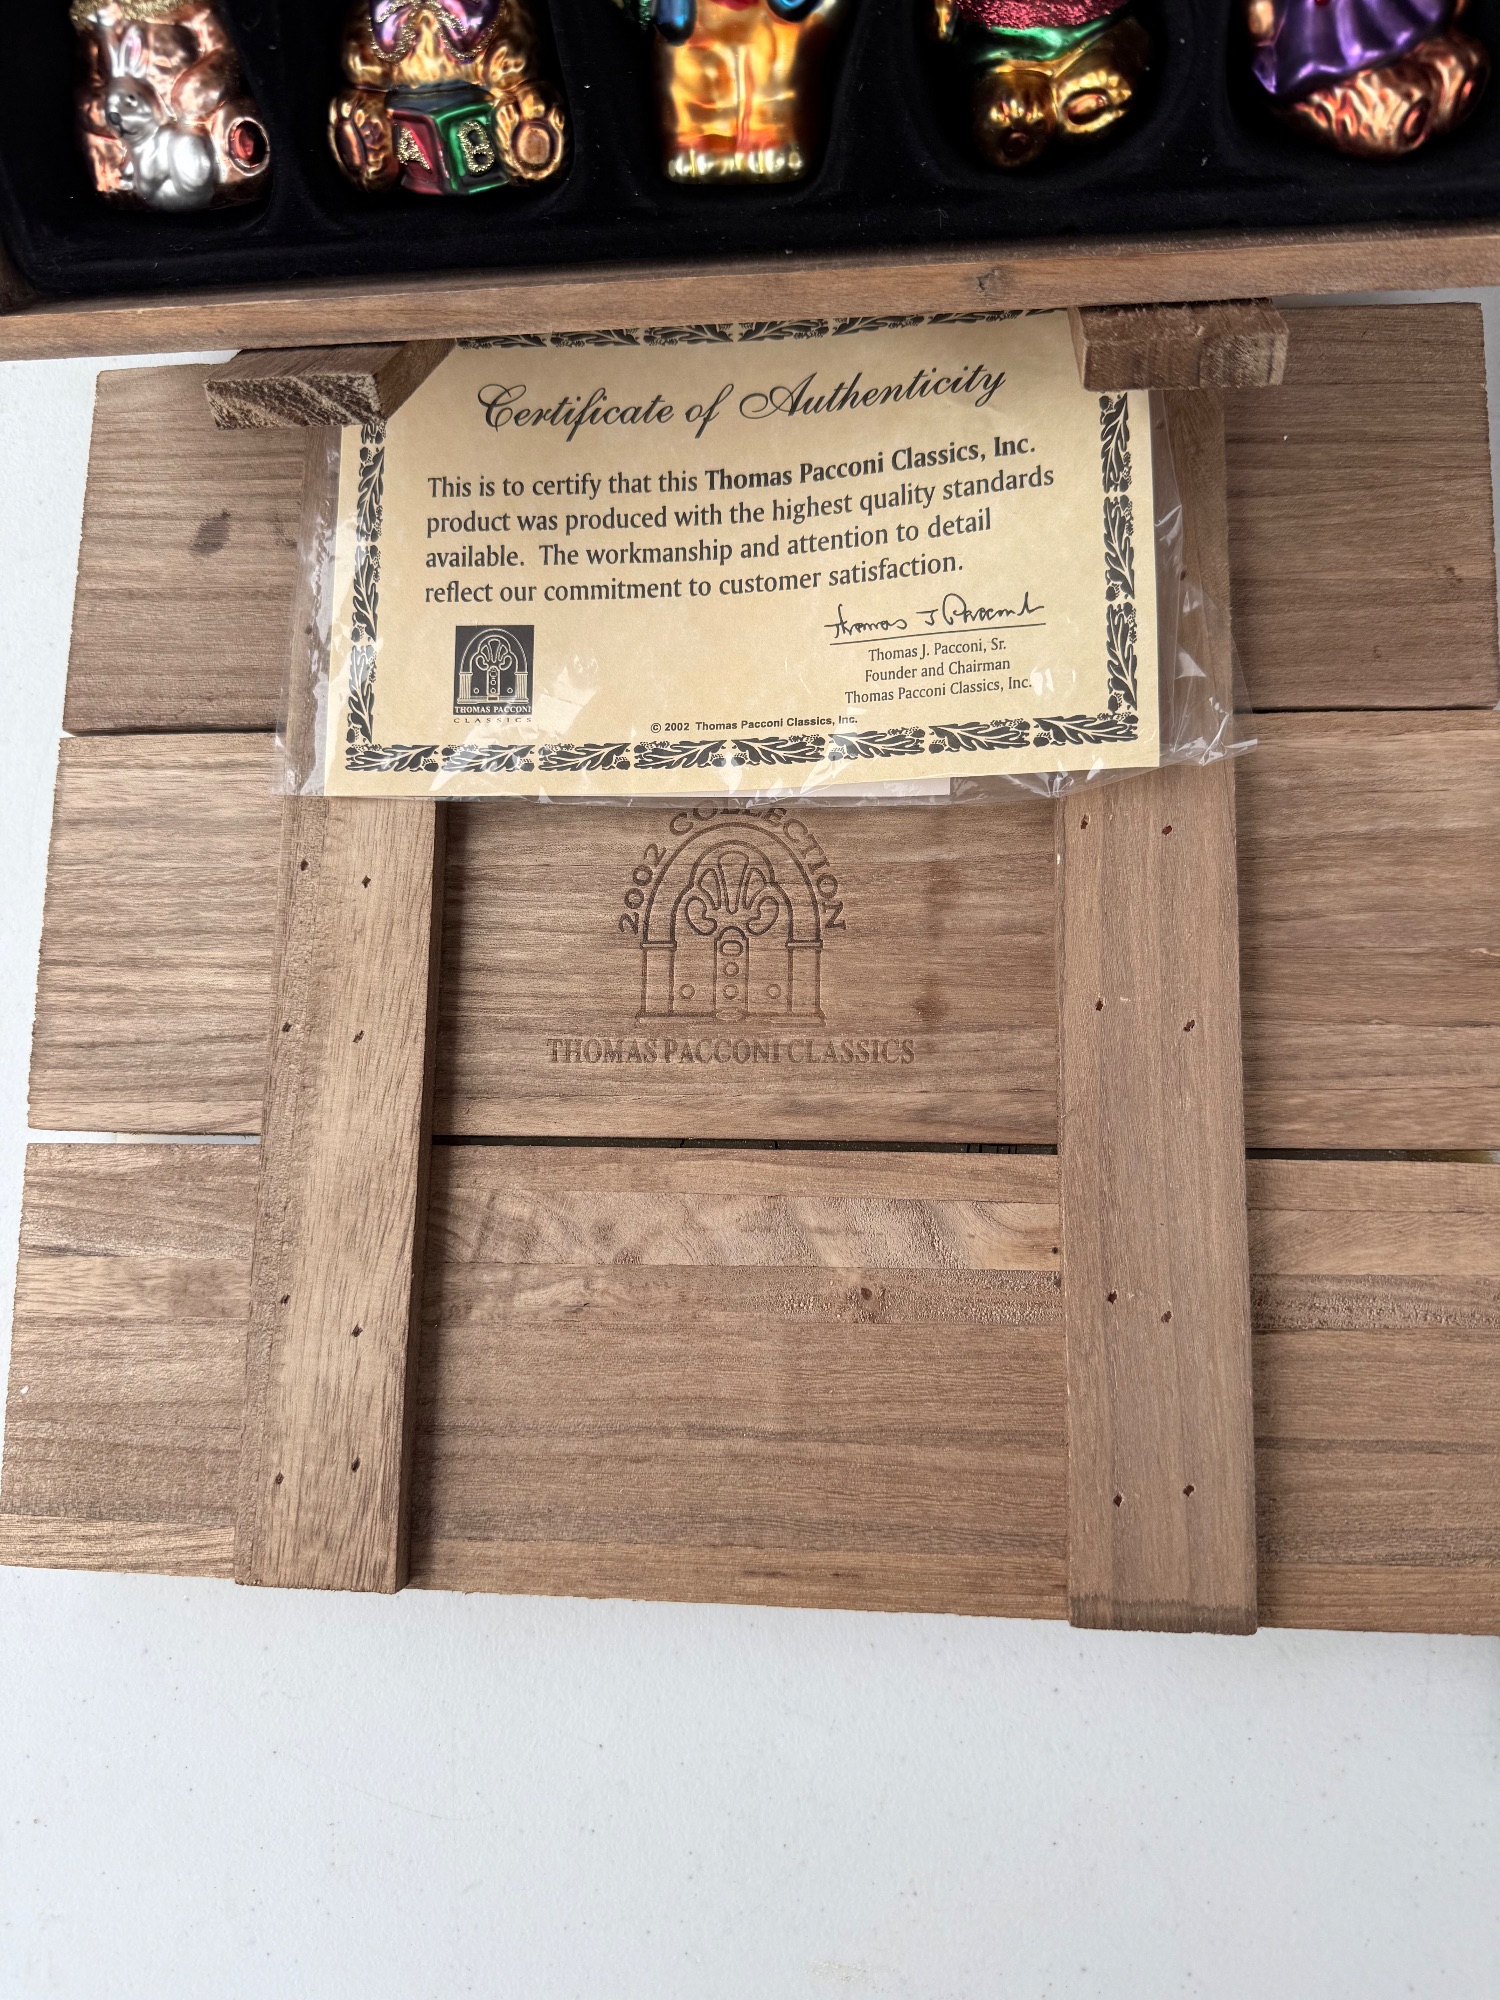 A B
Certificate of Authenticity
This is to certify that this Thomas Pacconi Classics, Inc.
product was produced with the highest quality standards
available. The workmanship and attention to detail
reflect our commitment to customer satisfaction.
Thomas J Pacconi
Thomas J. Pacconi, Sr.
Founder and Chairman
Thomas Pacconi Classics, Inc.
THOMAS PACCONI
CLASSICS
© 2002 Thomas Pacconi Classics, Inc.
2002 COLLECTION
THOMAS PACCONI CLASSICS